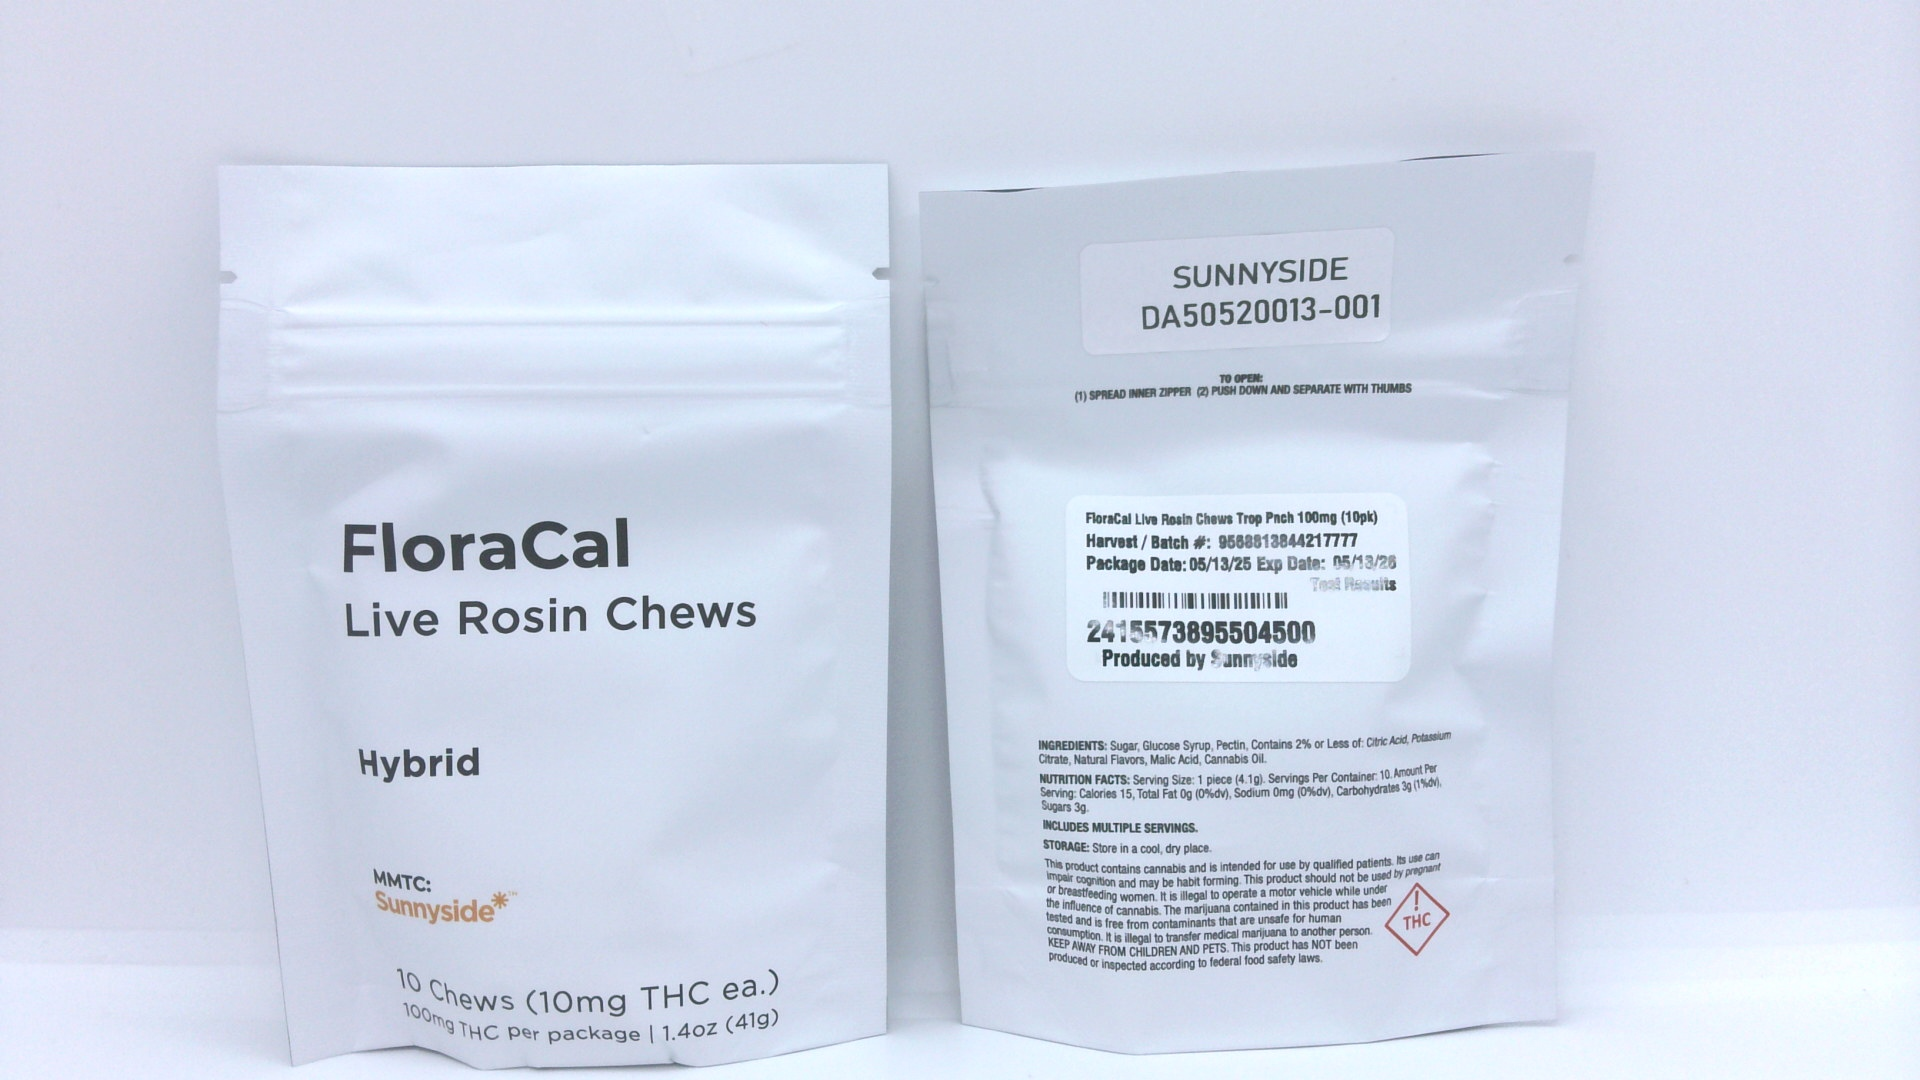 FloraCal
Live Rosin Chews
Hybrid
MMTC:
Sunnyside*™
10 Chews (10mg THC ea.)
100mg THC per package | 1.4oz (41g)
SUNNYSIDE
DA50520013-001
TO OPEN:
(1) SPREAD INNER ZIPPER (2) PUSH DOWN AND SEPARATE WITH THUMBS
FloraCal Live Rosin Chews Trop Pnch 100mg (10pk)
Harvest / Batch #: 9568813844217777
Package Date: 05/13/25 Exp Date: 05/13/26
Test Results
2415573895504500
Produced by Sunnyside
INGREDIENTS: Sugar, Glucose Syrup, Pectin, Contains 2% or Less of: Citric Acid, Potassium
Citrate, Natural Flavors, Malic Acid, Cannabis Oil.
NUTRITION FACTS: Serving Size: 1 piece (4.1g). Servings Per Container: 10. Amount Per
Serving: Calories 15, Total Fat 0g (0%dv), Sodium 0mg (0%dv), Carbohydrates 3g (1%dv),
Sugars 3g.
INCLUDES MULTIPLE SERVINGS.
STORAGE: Store in a cool, dry place.
This product contains cannabis and is intended for use by qualified patients. Its use can
impair cognition and may be habit forming. This product should not be used by pregnant
or breastfeeding women. It is illegal to operate a motor vehicle while under
the influence of cannabis. The marijuana contained in this product has been
tested and is free from contaminants that are unsafe for human
consumption. It is illegal to transfer medical marijuana to another person.
KEEP AWAY FROM CHILDREN AND PETS. This product has NOT been
produced or inspected according to federal food safety laws.
!
THC